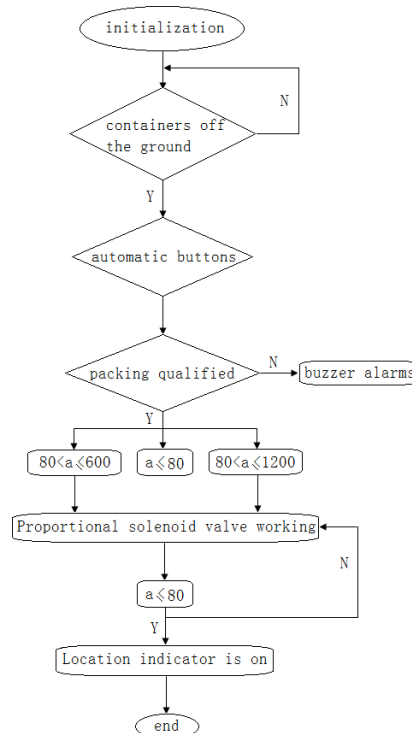 initialization
N
containers off
the ground
Y
automatic buttons
packing qualified
N
buzzer alarms
Y
80<a⩽600
a⩽80
80<a⩽1200
Proportional solenoid valve working
N
a⩽80
Y
Location indicator is on
end